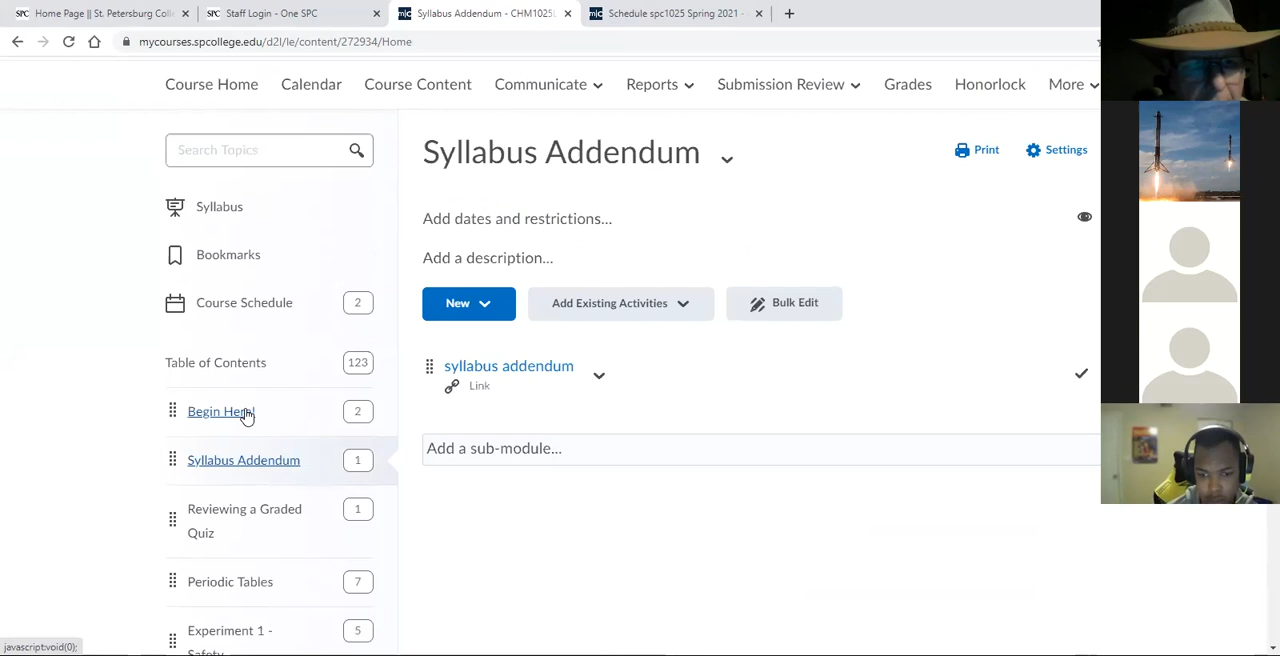 SPC Home Page || St. Petersburg Coll × SPC Staff Login - One SPC × Syllabus Addendum - CHM1025L × Schedule spc1025 Spring 2021 - × +
mycourses.spcollege.edu/d2l/le/content/272934/Home
Course Home Calendar Course Content Communicate Reports Submission Review Grades Honorlock More
Search Topics
Syllabus Addendum
Print Settings
Syllabus
Add dates and restrictions...
Bookmarks
Add a description...
Course Schedule 2
New Add Existing Activities Bulk Edit
Table of Contents 123
syllabus addendum
Link
Begin Here! 2
Add a sub-module...
Syllabus Addendum 1
Reviewing a Graded 1
Quiz
Periodic Tables 7
Experiment 1 - 5
Safety
javascript:void(0);